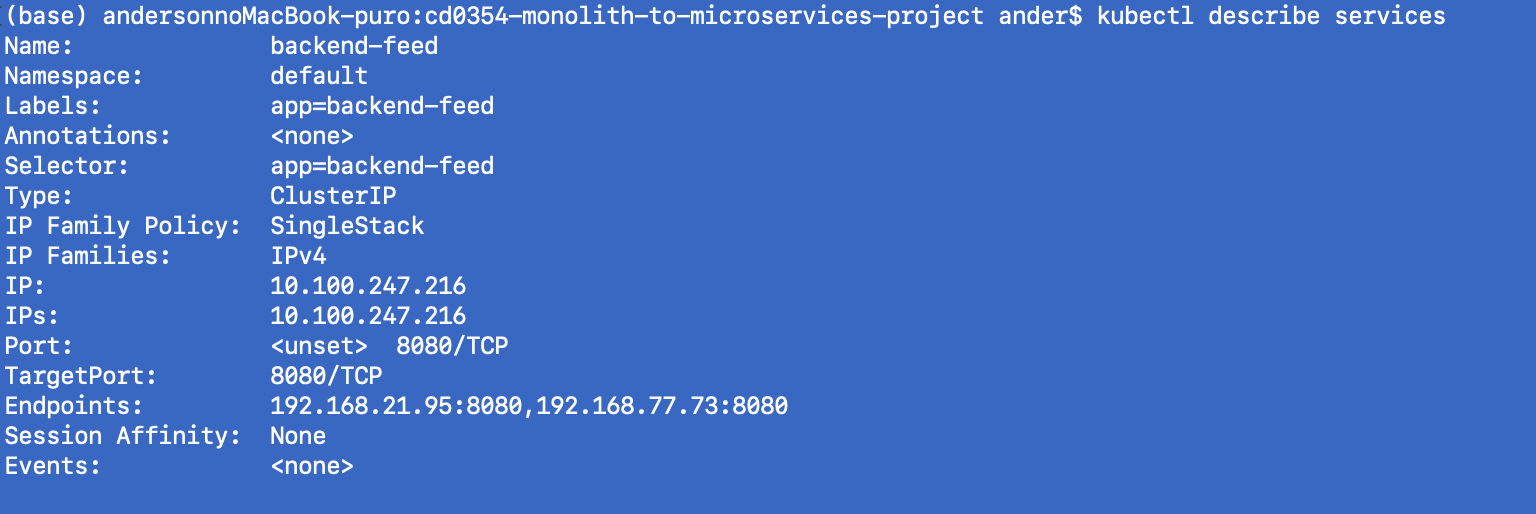 (base) andersonnoMacBook-puro:cd0354-monolith-to-microservices-project ander$ kubectl describe services
Name:              backend-feed
Namespace:         default
Labels:            app=backend-feed
Annotations:       <none>
Selector:          app=backend-feed
Type:              ClusterIP
IP Family Policy:  SingleStack
IP Families:       IPv4
IP:                10.100.247.216
IPs:               10.100.247.216
Port:              <unset>  8080/TCP
TargetPort:        8080/TCP
Endpoints:         192.168.21.95:8080,192.168.77.73:8080
Session Affinity:  None
Events:            <none>